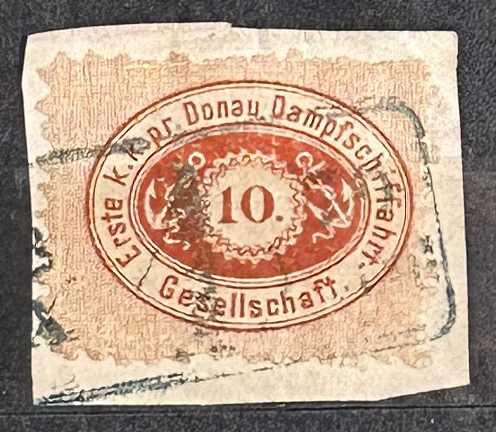 Erste k. k. pr. Donau Dampfschiffahrt-
10.
Gesellschaft.